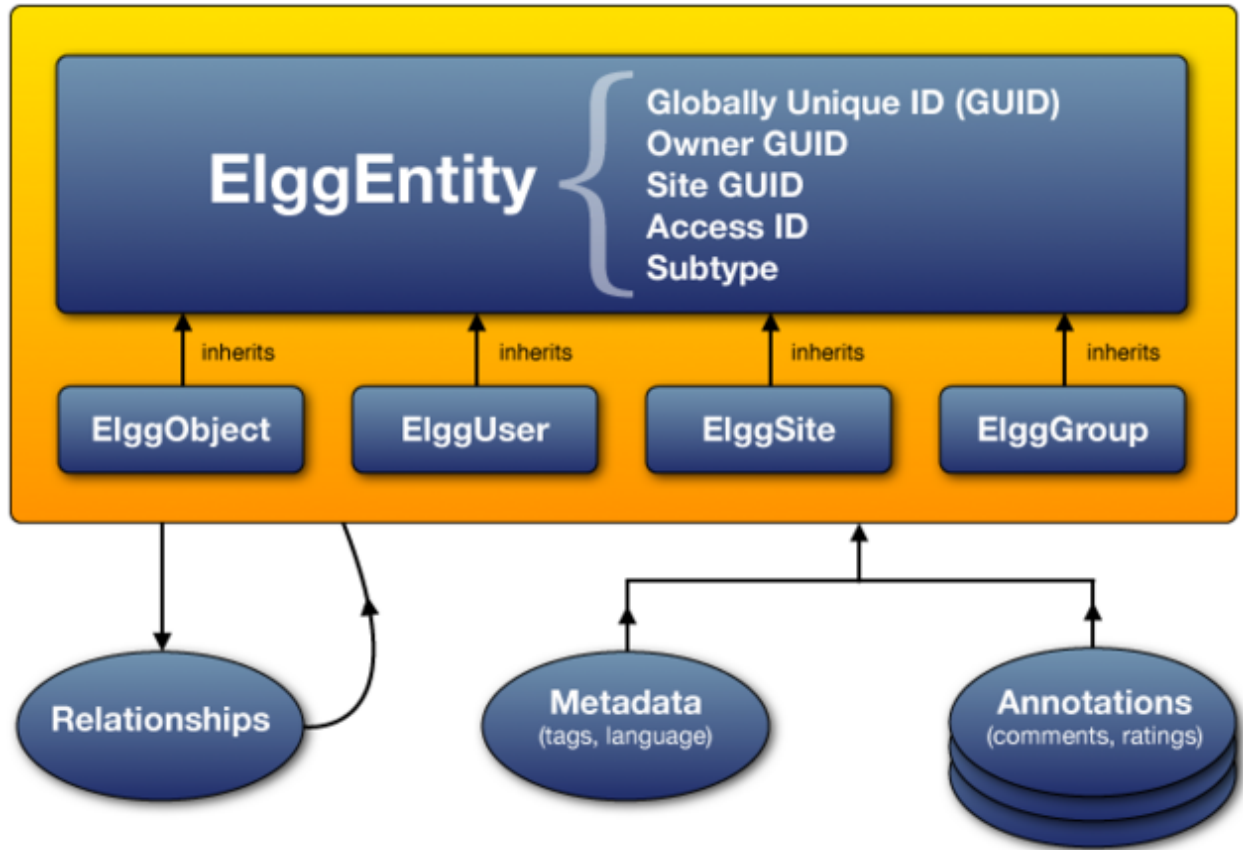 ElggEntity
Globally Unique ID (GUID)
Owner GUID
Site GUID
Access ID
Subtype
inherits
inherits
inherits
inherits
ElggObject
ElggUser
ElggSite
ElggGroup
Relationships
Metadata
(tags, language)
Annotations
(comments, ratings)